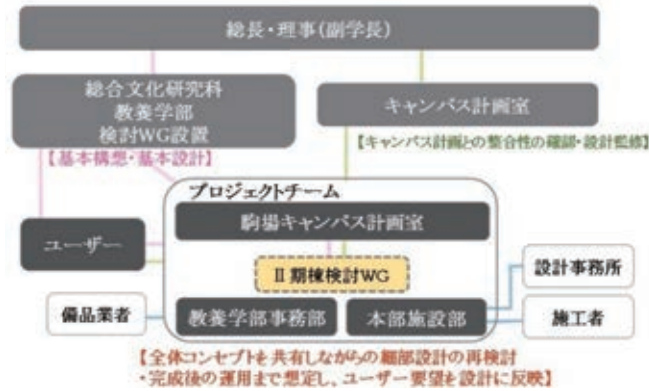 総長・理事(副学長)
総合文化研究科
教養学部
検討WG設置
キャンパス計画室
【キャンパス計画との整合性の確認・設計監修】
【基本構想・基本設計】
プロジェクトチーム
駒場キャンパス計画室
ユーザー
Ⅱ期棟検討WG
設計事務所
備品業者
教養学部事務部
本部施設部
施工者
【全体コンセプトを共有しながらの細部設計の再検討
・完成後の運用まで想定し、ユーザー要望を設計に反映】